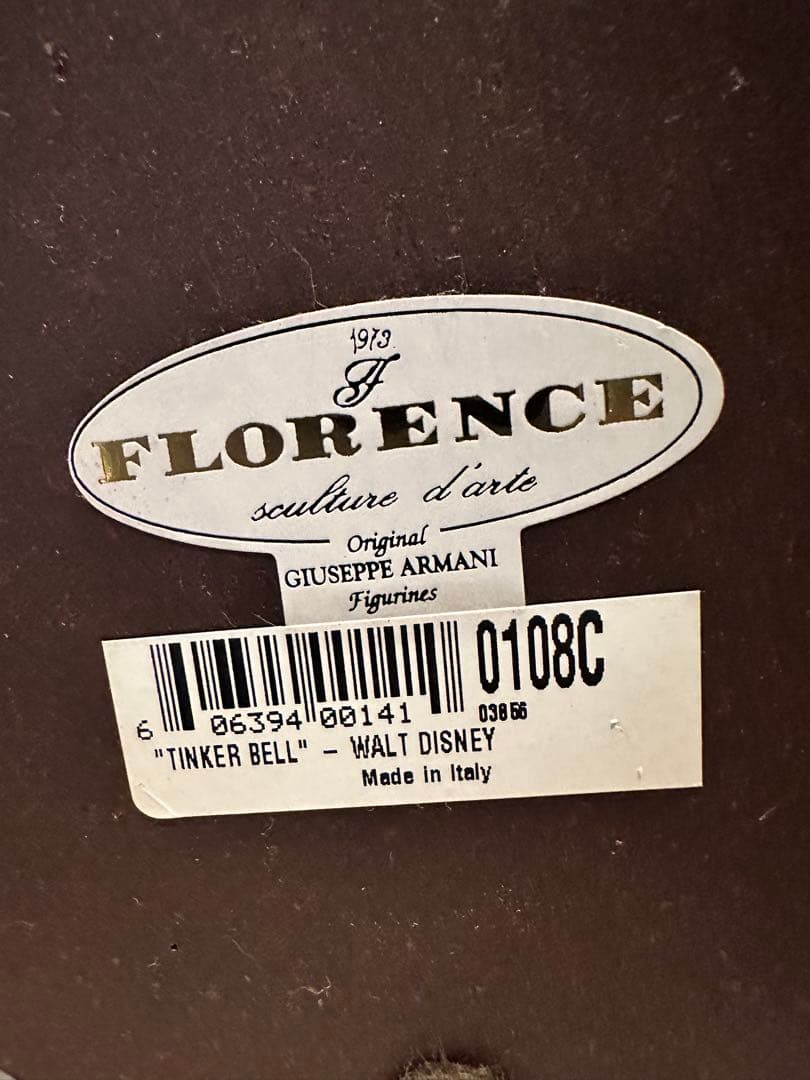 1973
F
FLORENCE
sculture d'arte
Original
GIUSEPPE ARMANI
Figurines
0108C
6 06394 00141
03856
"TINKER BELL" – WALT DISNEY
Made in Italy